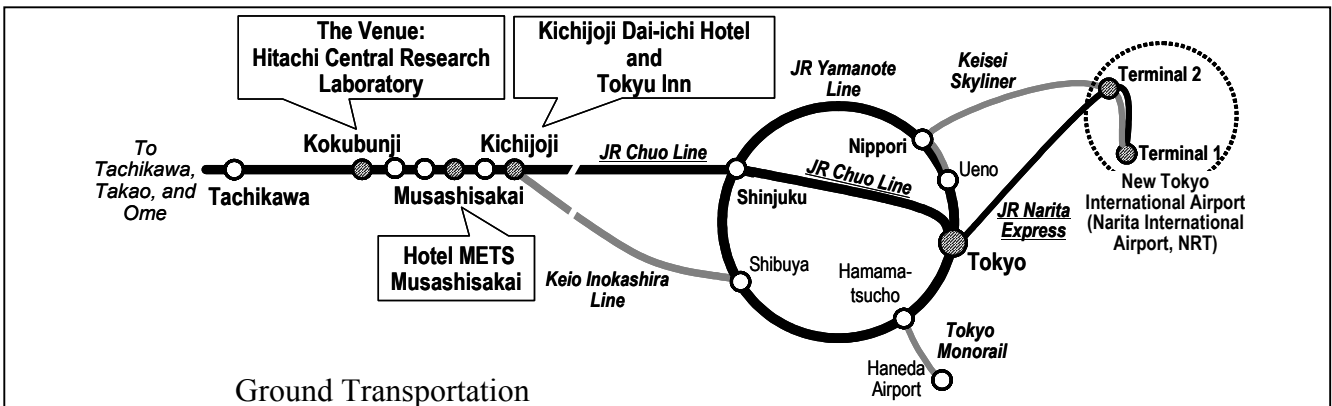 The Venue:
Hitachi Central Research
Laboratory
Kichijoji Dai-ichi Hotel
and
Tokyu Inn
JR Yamanote
Line
Keisei
Skyliner
Terminal 2
To
Tachikawa,
Takao, and
Ome
Tachikawa
Kokubunji
Musashisakai
Kichijoji
JR Chuo Line
Shinjuku
JR Chuo Line
Nippori
Ueno
Terminal 1
New Tokyo
International Airport
(Narita International
Airport, NRT)
JR Narita
Express
Tokyo
Hotel METS
Musashisakai
Keio Inokashira
Line
Shibuya
Hamama-
tsucho
Tokyo
Monorail
Haneda
Airport
Ground Transportation